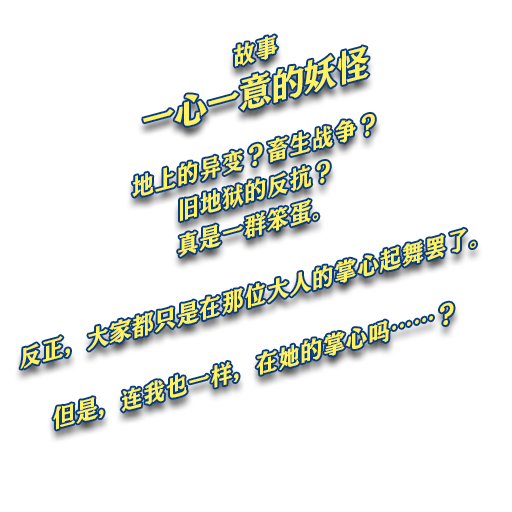 故事
一心一意的妖怪
地上的异变？畜生战争？
旧地狱的反抗？
真是一群笨蛋。
反正，大家都只是在那位大人的掌心起舞罢了。
但是，连我也一样，在她的掌心吗……？